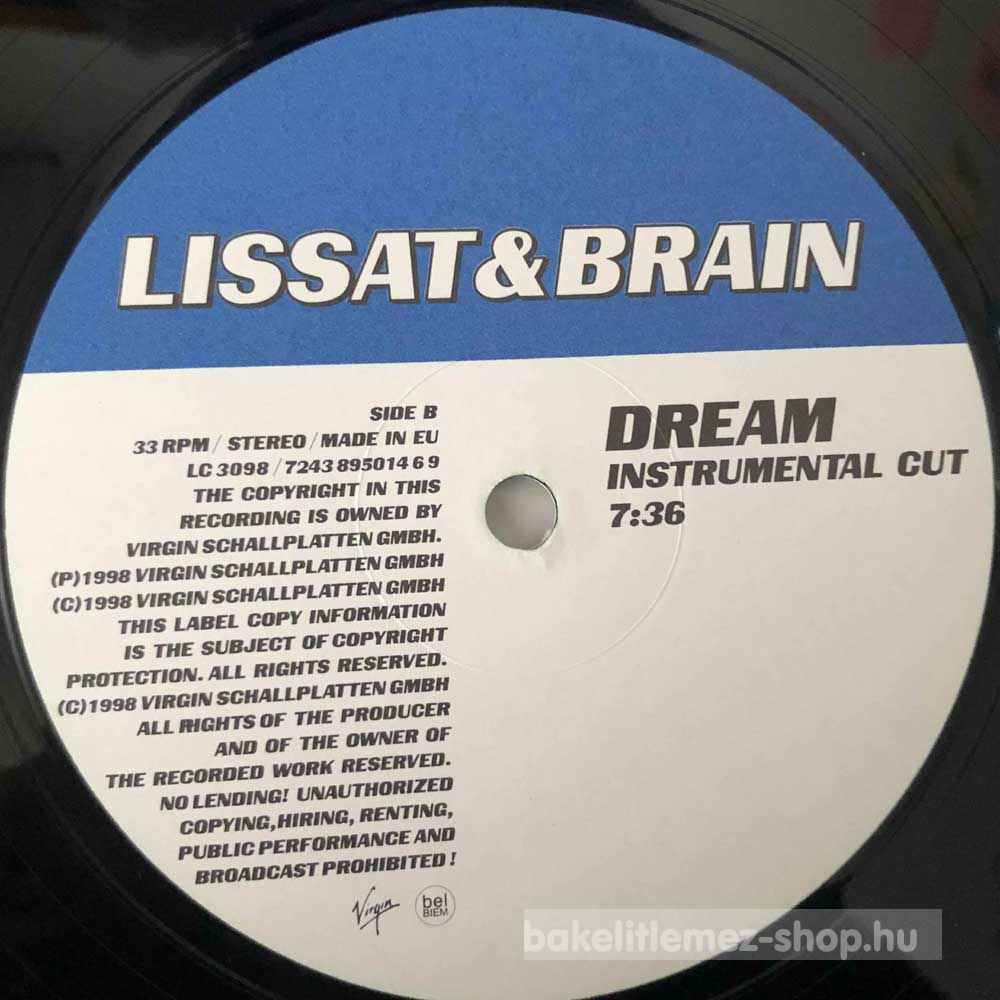 LISSAT&BRAIN
SIDE B
33 RPM / STEREO / MADE IN EU
LC 3098 / 7243 8950146 9
THE COPYRIGHT IN THIS
RECORDING IS OWNED BY
VIRGIN SCHALLPLATTEN GMBH.
(P)1998 VIRGIN SCHALLPLATTEN GMBH
(C)1998 VIRGIN SCHALLPLATTEN GMBH
THIS LABEL COPY INFORMATION
IS THE SUBJECT OF COPYRIGHT
PROTECTION. ALL RIGHTS RESERVED.
(C)1998 VIRGIN SCHALLPLATTEN GMBH
ALL RIGHTS OF THE PRODUCER
AND OF THE OWNER OF
THE RECORDED WORK RESERVED.
NO LENDING! UNAUTHORIZED
COPYING,HIRING, RENTING,
PUBLIC PERFORMANCE AND
BROADCAST PROHIBITED !
Virgin
bel
BIEM
DREAM
INSTRUMENTAL CUT
7:36
bakelitlemez-shop.hu